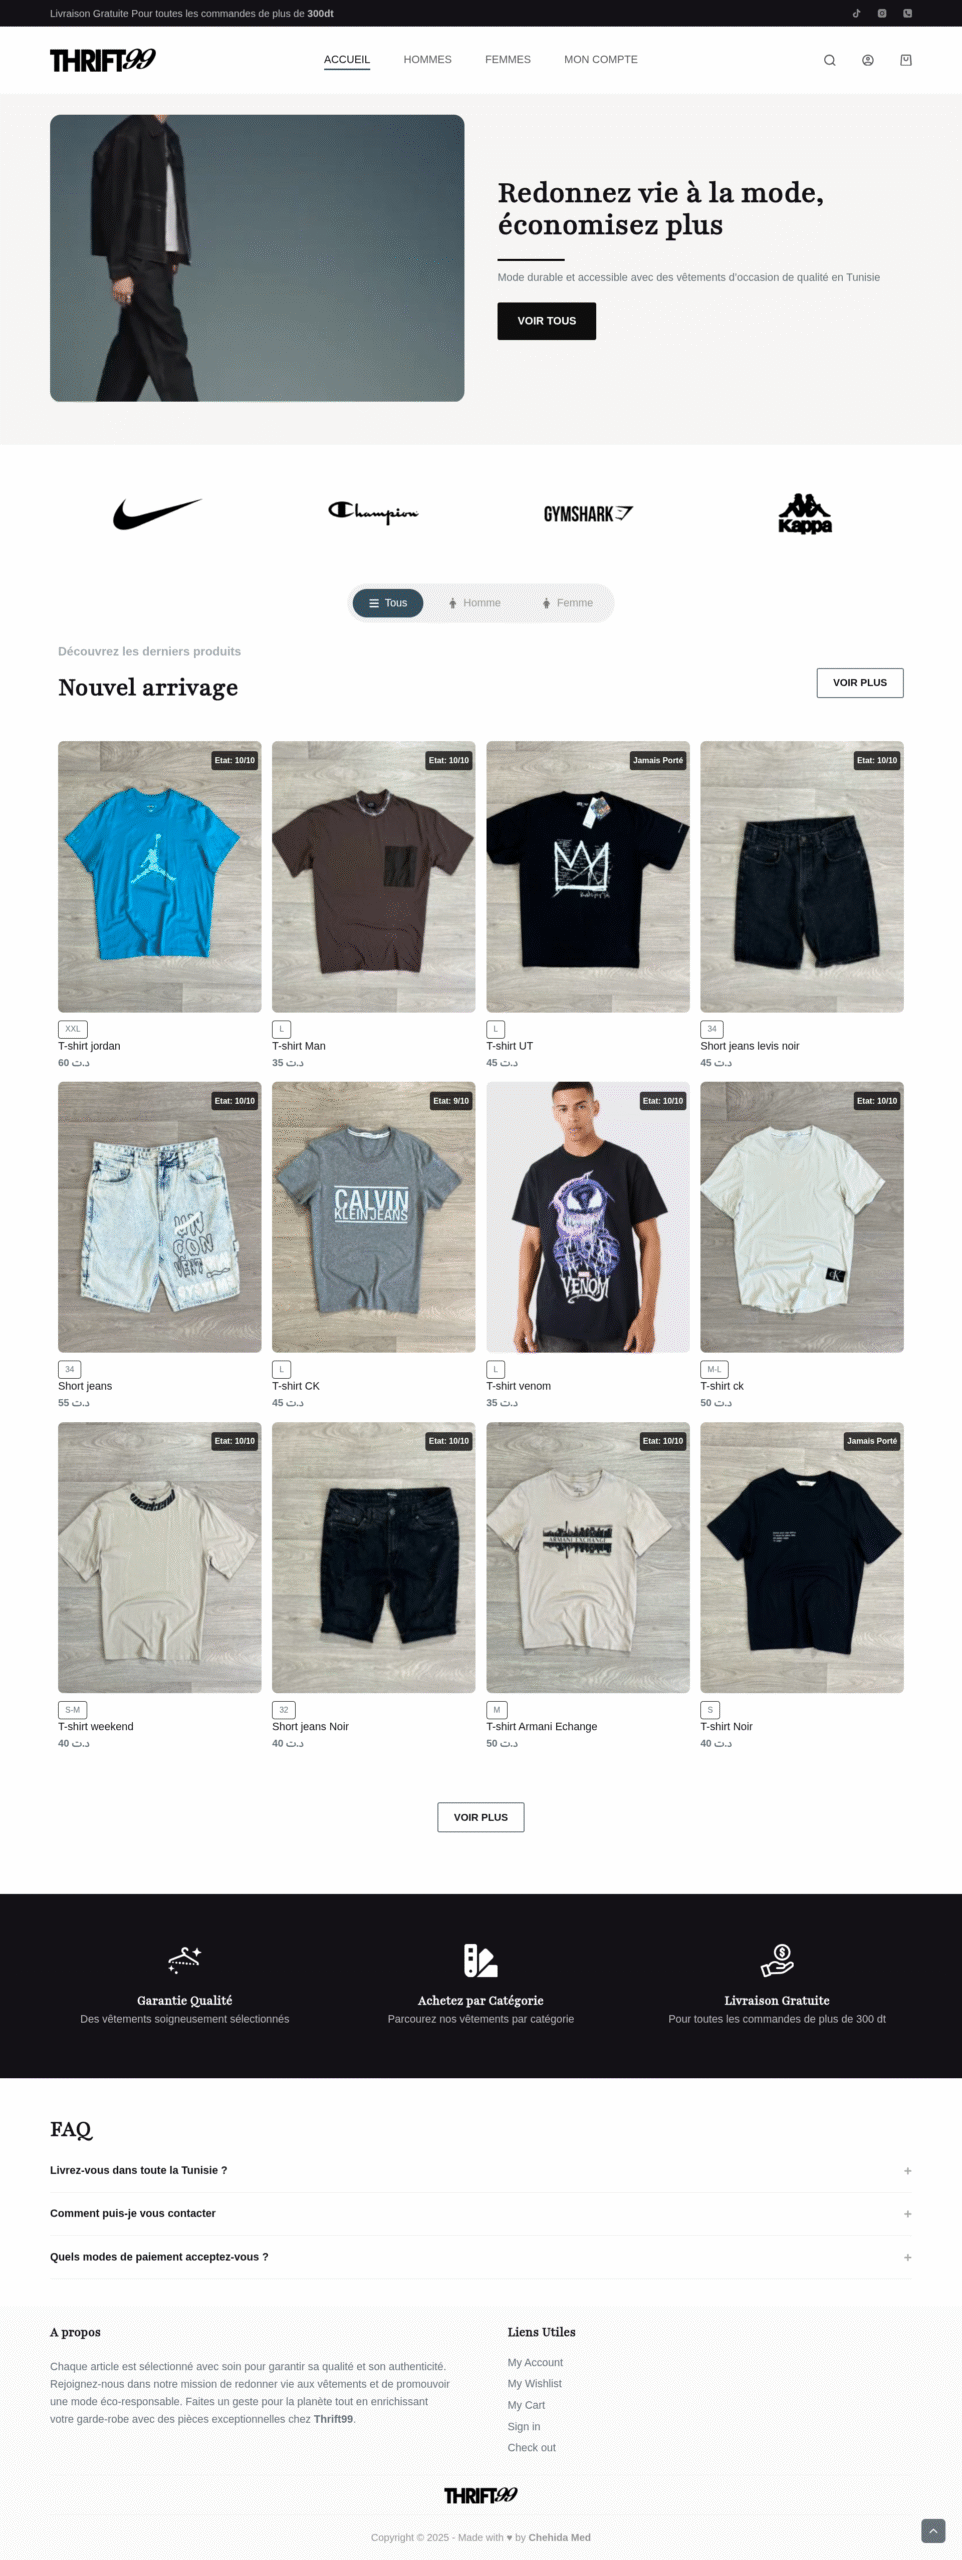 Livraison Gratuite Pour toutes les commandes de plus de 300dt
THRIFT99
ACCUEIL
HOMMES
FEMMES
MON COMPTE
Redonnez vie à la mode,
économisez plus
Mode durable et accessible avec des vêtements d'occasion de qualité en Tunisie
VOIR TOUS
Champion
GYMSHARK
Kappa
Tous
Homme
Femme
Découvrez les derniers produits
Nouvel arrivage
VOIR PLUS
Etat: 10/10
Etat: 10/10
Jamais Porté
Etat: 10/10
XXL
T-shirt jordan
60 د.ت
L
T-shirt Man
35 د.ت
L
T-shirt UT
45 د.ت
34
Short jeans levis noir
45 د.ت
Etat: 10/10
Etat: 9/10
CALVIN
KLEIN JEANS
Etat: 10/10
VENOM
Etat: 10/10
CK
34
Short jeans
55 د.ت
L
T-shirt CK
45 د.ت
L
T-shirt venom
35 د.ت
M-L
T-shirt ck
50 د.ت
Etat: 10/10
Etat: 10/10
Etat: 10/10
ARMANI EXCHANGE
Jamais Porté
S-M
T-shirt weekend
40 د.ت
32
Short jeans Noir
40 د.ت
M
T-shirt Armani Echange
50 د.ت
S
T-shirt Noir
40 د.ت
VOIR PLUS
Garantie Qualité
Des vêtements soigneusement sélectionnés
Achetez par Catégorie
Parcourez nos vêtements par catégorie
Livraison Gratuite
Pour toutes les commandes de plus de 300 dt
FAQ
Livrez-vous dans toute la Tunisie ?
Comment puis-je vous contacter
Quels modes de paiement acceptez-vous ?
A propos
Chaque article est sélectionné avec soin pour garantir sa qualité et son authenticité.
Rejoignez-nous dans notre mission de redonner vie aux vêtements et de promouvoir
une mode éco-responsable. Faites un geste pour la planète tout en enrichissant
votre garde-robe avec des pièces exceptionnelles chez Thrift99.
Liens Utiles
My Account
My Wishlist
My Cart
Sign in
Check out
THRIFT99
Copyright © 2025 - Made with ♥ by Chehida Med